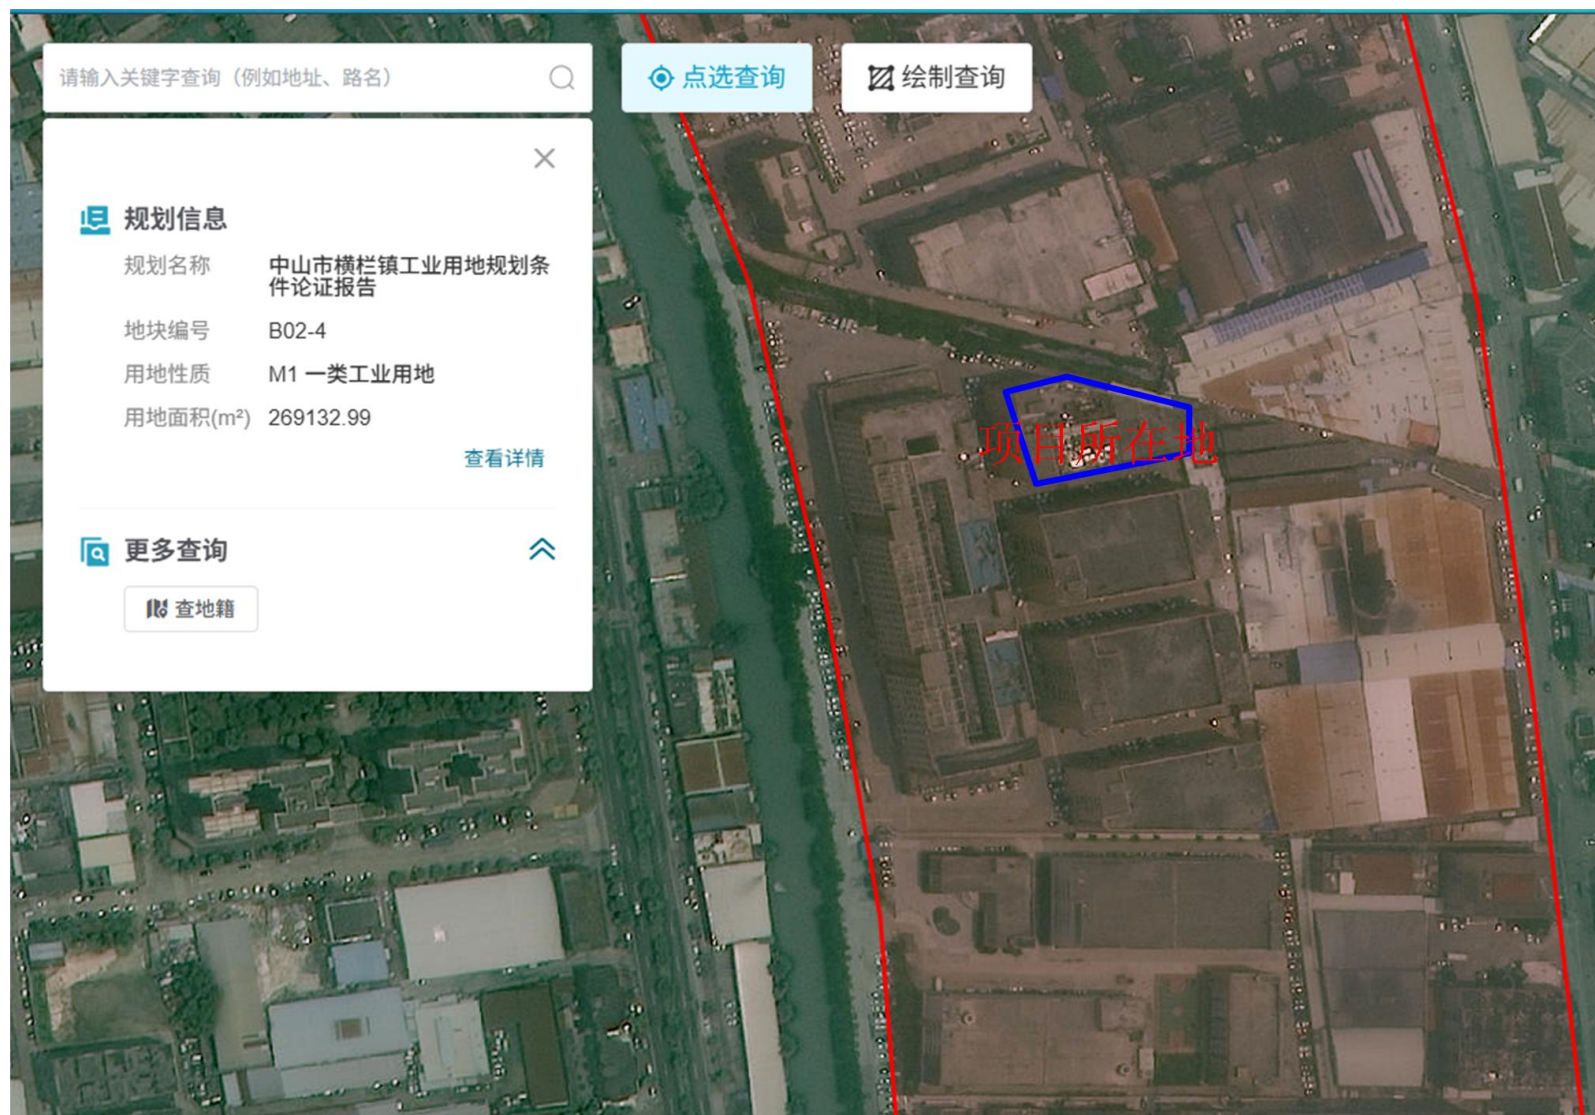 请输入关键字查询（例如地址、路名）
点选查询
绘制查询
规划信息
规划名称 中山市横栏镇工业用地规划条
件论证报告
地块编号 B02-4
用地性质 M1 一类工业用地
用地面积(m²) 269132.99
查看详情
更多查询
查地籍
项目所在地